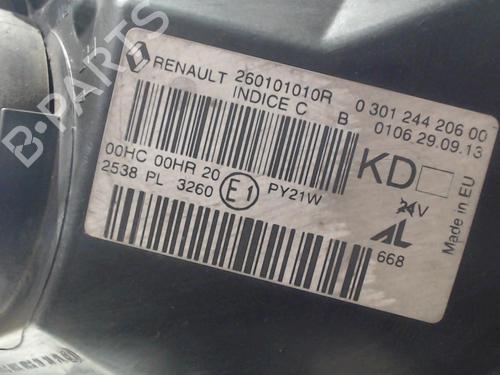 RENAULT 260101010R
INDICE C B
0 301 244 206 00
0106 29.09.13
KD
24V
AL
668
Made in EU
00HC 00HR 20
2538 PL 3260
E1
PY21W
B-PARTS